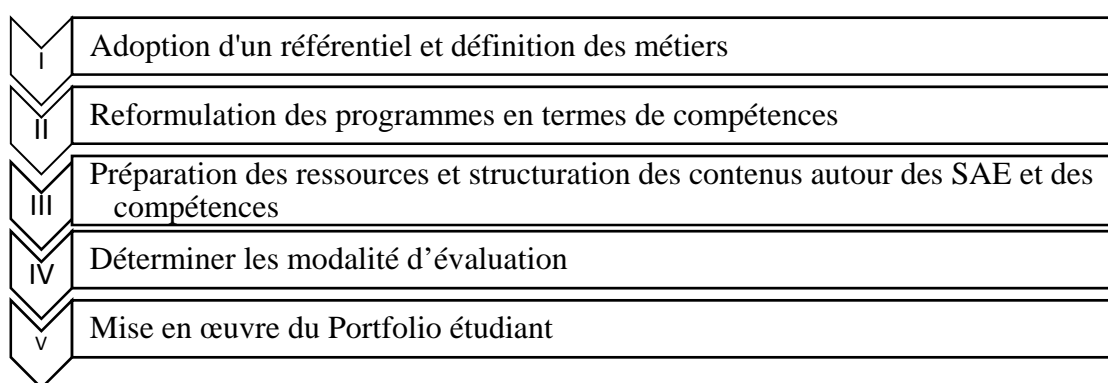 I Adoption d'un référentiel et définition des métiers
II Reformulation des programmes en termes de compétences
III Préparation des ressources et structuration des contenus autour des SAE et des
compétences
IV Déterminer les modalité d’évaluation
V Mise en œuvre du Portfolio étudiant